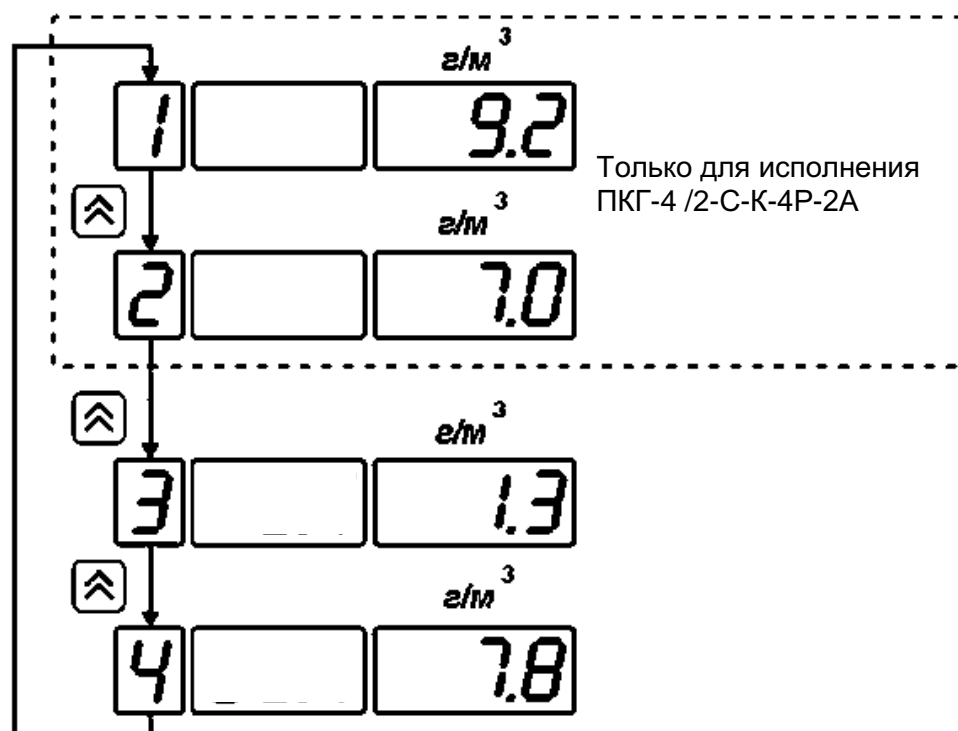 г/м³
1 9.2
Только для исполнения
ПКГ-4 /2-С-К-4Р-2А
г/м³
2 7.0
г/м³
3 1.3
г/м³
4 7.8